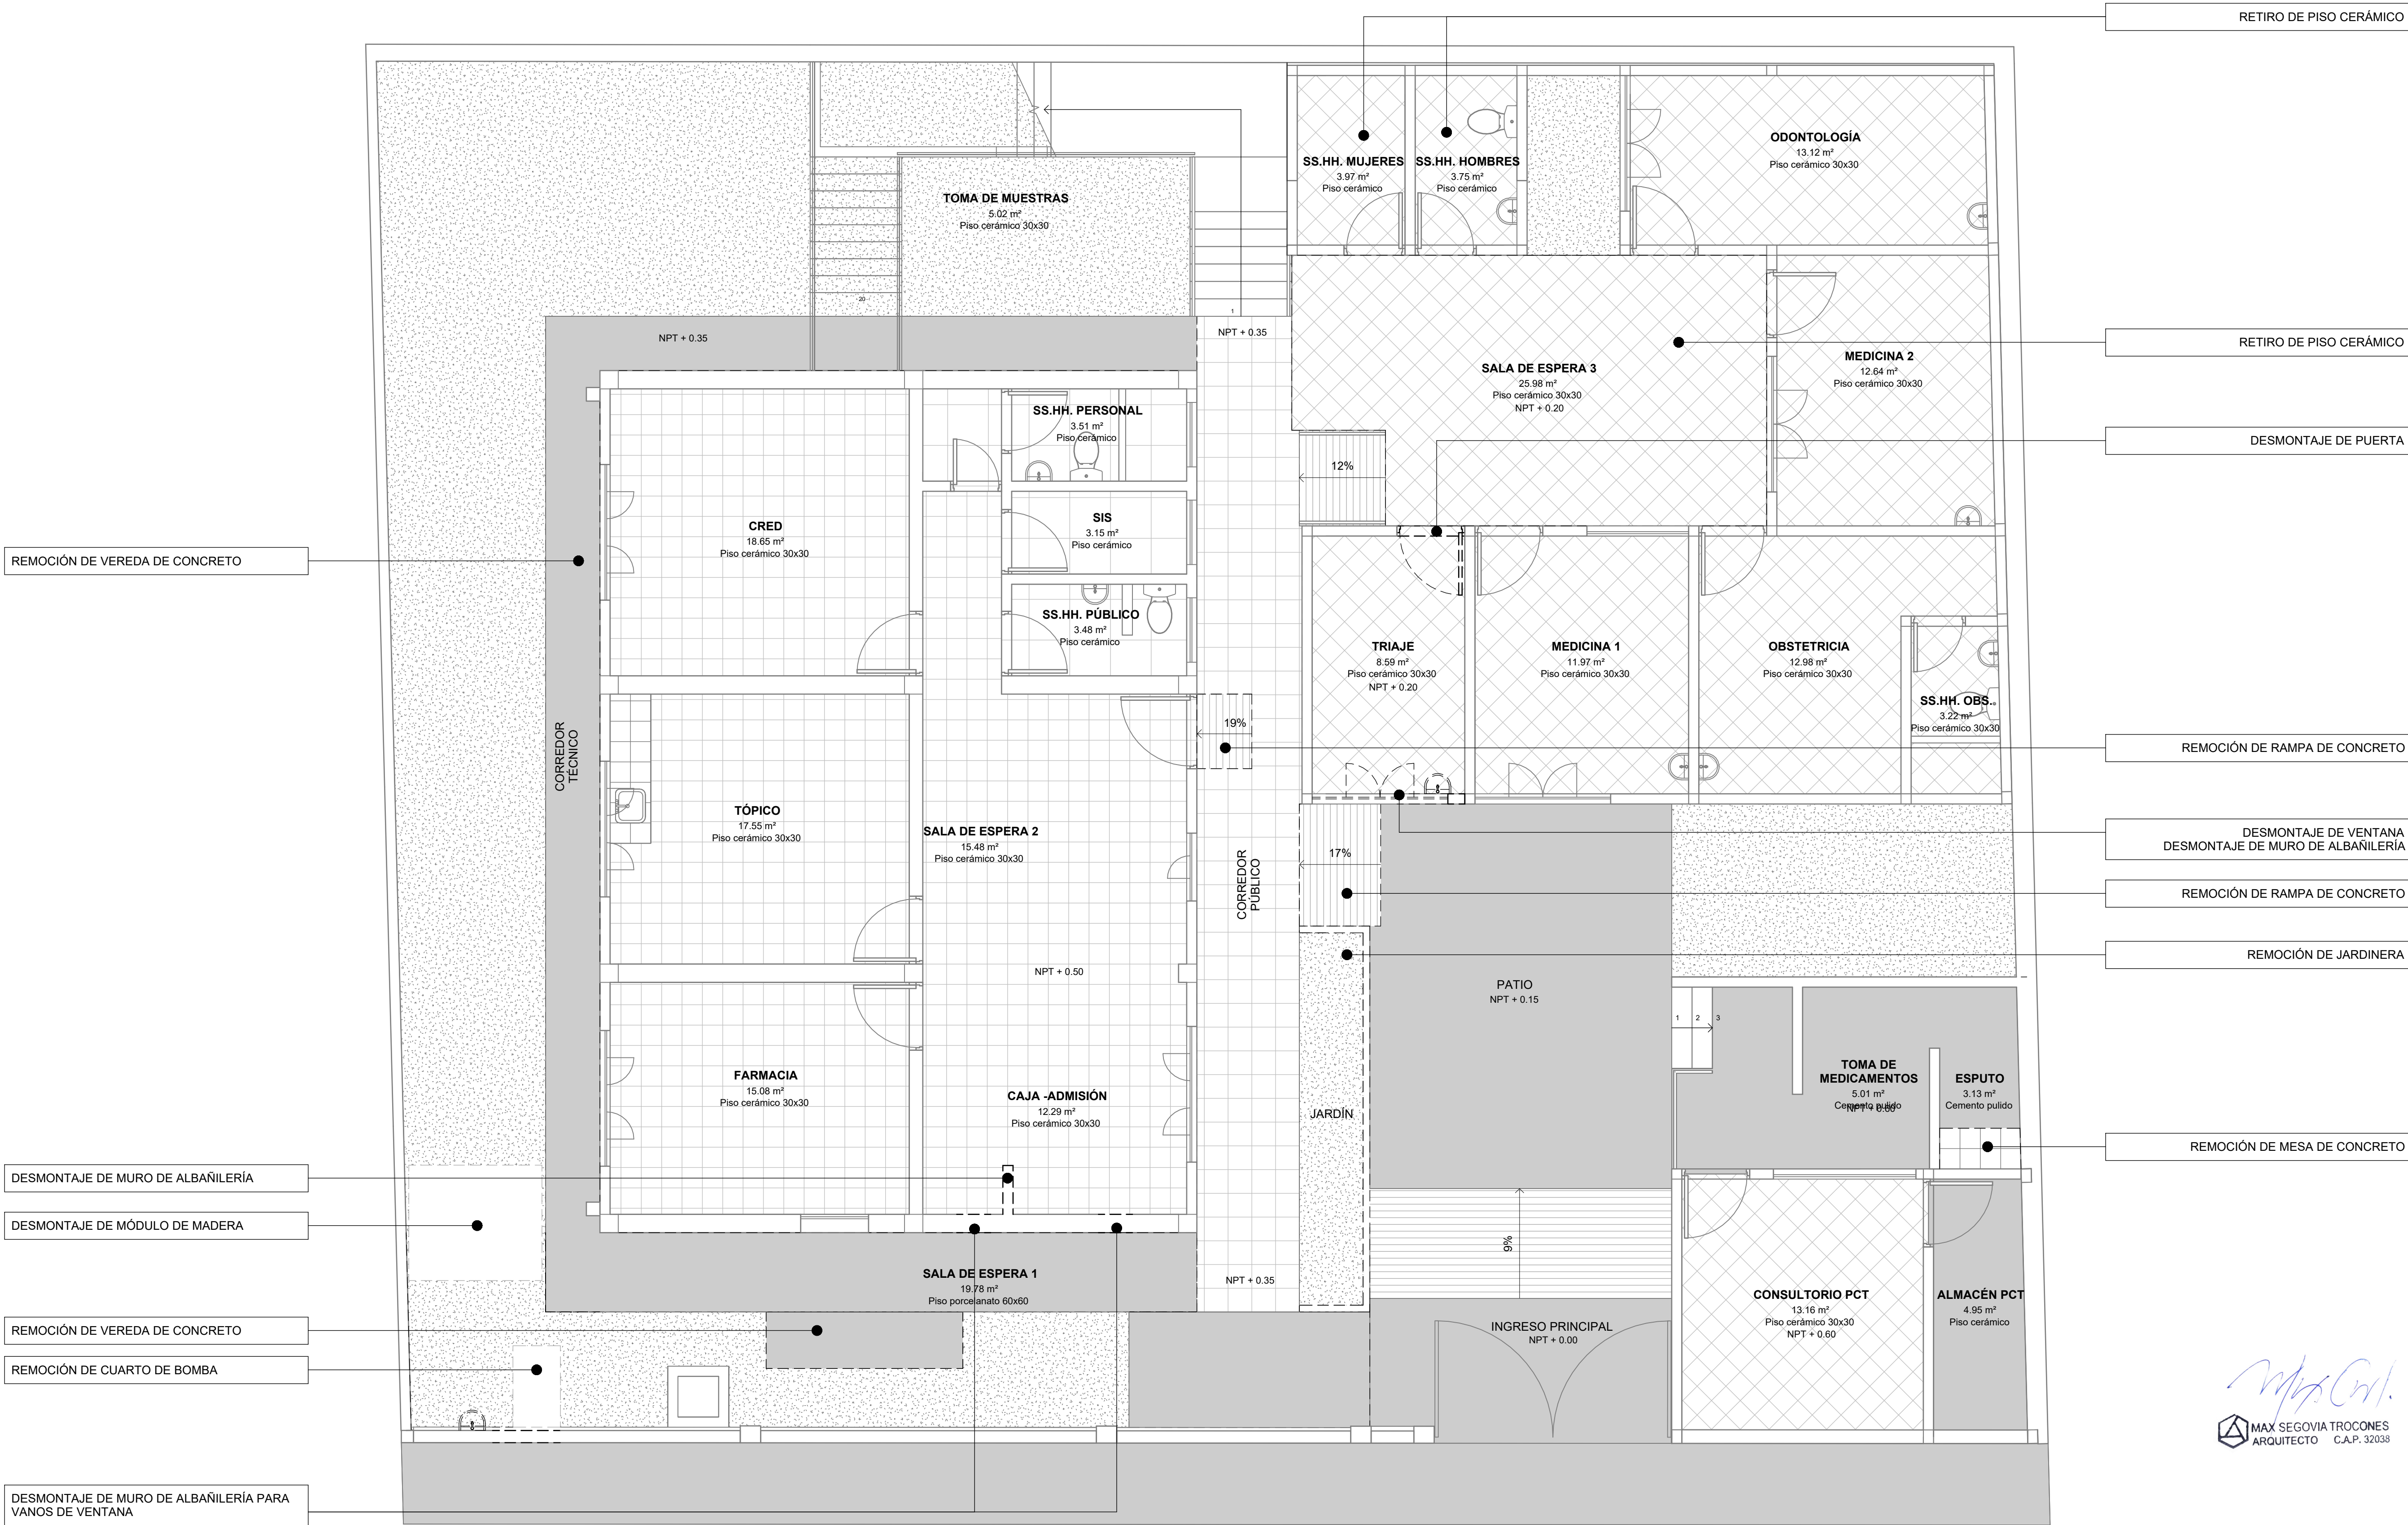 RETIRO DE PISO CERÁMICO
ODONTOLOGÍA
13.12 m²
Piso cerámico 30x30
SS.HH. MUJERES
3.97 m²
Piso cerámico
SS.HH. HOMBRES
3.75 m²
Piso cerámico
TOMA DE MUESTRAS
5.02 m²
Piso cerámico 30x30
20
1
NPT + 0.35
NPT + 0.35
RETIRO DE PISO CERÁMICO
MEDICINA 2
12.64 m²
Piso cerámico 30x30
SALA DE ESPERA 3
25.98 m²
Piso cerámico 30x30
NPT + 0.20
SS.HH. PERSONAL
3.51 m²
Piso cerámico
DESMONTAJE DE PUERTA
12%
SIS
3.15 m²
Piso cerámico
CRED
18.65 m²
Piso cerámico 30x30
REMOCIÓN DE VEREDA DE CONCRETO
SS.HH. PÚBLICO
3.48 m²
Piso cerámico
TRIAJE
8.59 m²
Piso cerámico 30x30
NPT + 0.20
MEDICINA 1
11.97 m²
Piso cerámico 30x30
OBSTETRICIA
12.98 m²
Piso cerámico 30x30
SS.HH. OBS.
3.22 m²
Piso cerámico 30x30
19%
CORREDOR
TÉCNICO
REMOCIÓN DE RAMPA DE CONCRETO
TÓPICO
17.55 m²
Piso cerámico 30x30
SALA DE ESPERA 2
15.48 m²
Piso cerámico 30x30
DESMONTAJE DE VENTANA
DESMONTAJE DE MURO DE ALBAÑILERÍA
17%
CORREDOR
PÚBLICO
REMOCIÓN DE RAMPA DE CONCRETO
REMOCIÓN DE JARDINERA
NPT + 0.50
PATIO
NPT + 0.15
1 2 3
TOMA DE
MEDICAMENTOS
5.01 m²
Cemento pulido
ESPUTO
3.13 m²
Cemento pulido
FARMACIA
15.08 m²
Piso cerámico 30x30
CAJA -ADMISIÓN
12.29 m²
Piso cerámico 30x30
JARDÍN
REMOCIÓN DE MESA DE CONCRETO
DESMONTAJE DE MURO DE ALBAÑILERÍA
DESMONTAJE DE MÓDULO DE MADERA
9%
SALA DE ESPERA 1
19.78 m²
Piso porcelanato 60x60
NPT + 0.35
CONSULTORIO PCT
13.16 m²
Piso cerámico 30x30
NPT + 0.60
ALMACÉN PCT
4.95 m²
Piso cerámico
INGRESO PRINCIPAL
NPT + 0.00
REMOCIÓN DE VEREDA DE CONCRETO
REMOCIÓN DE CUARTO DE BOMBA
MAX SEGOVIA TROCONES
ARQUITECTO C.A.P. 32038
DESMONTAJE DE MURO DE ALBAÑILERÍA PARA
VANOS DE VENTANA